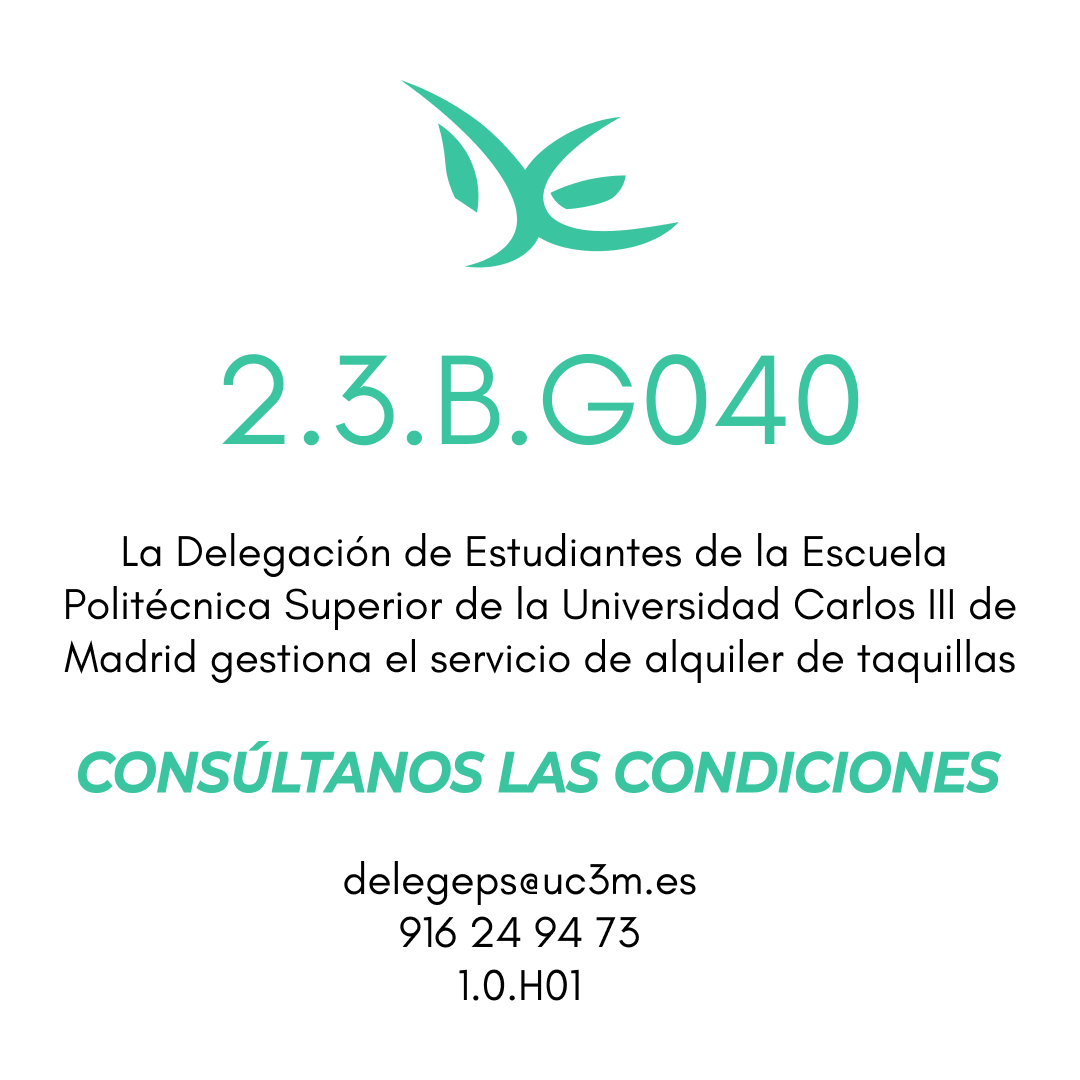 2.3.B.G040
La Delegación de Estudiantes de la Escuela
Politécnica Superior de la Universidad Carlos III de
Madrid gestiona el servicio de alquiler de taquillas
CONSÚLTANOS LAS CONDICIONES
delegeps@uc3m.es
916 24 94 73
1.0.H01